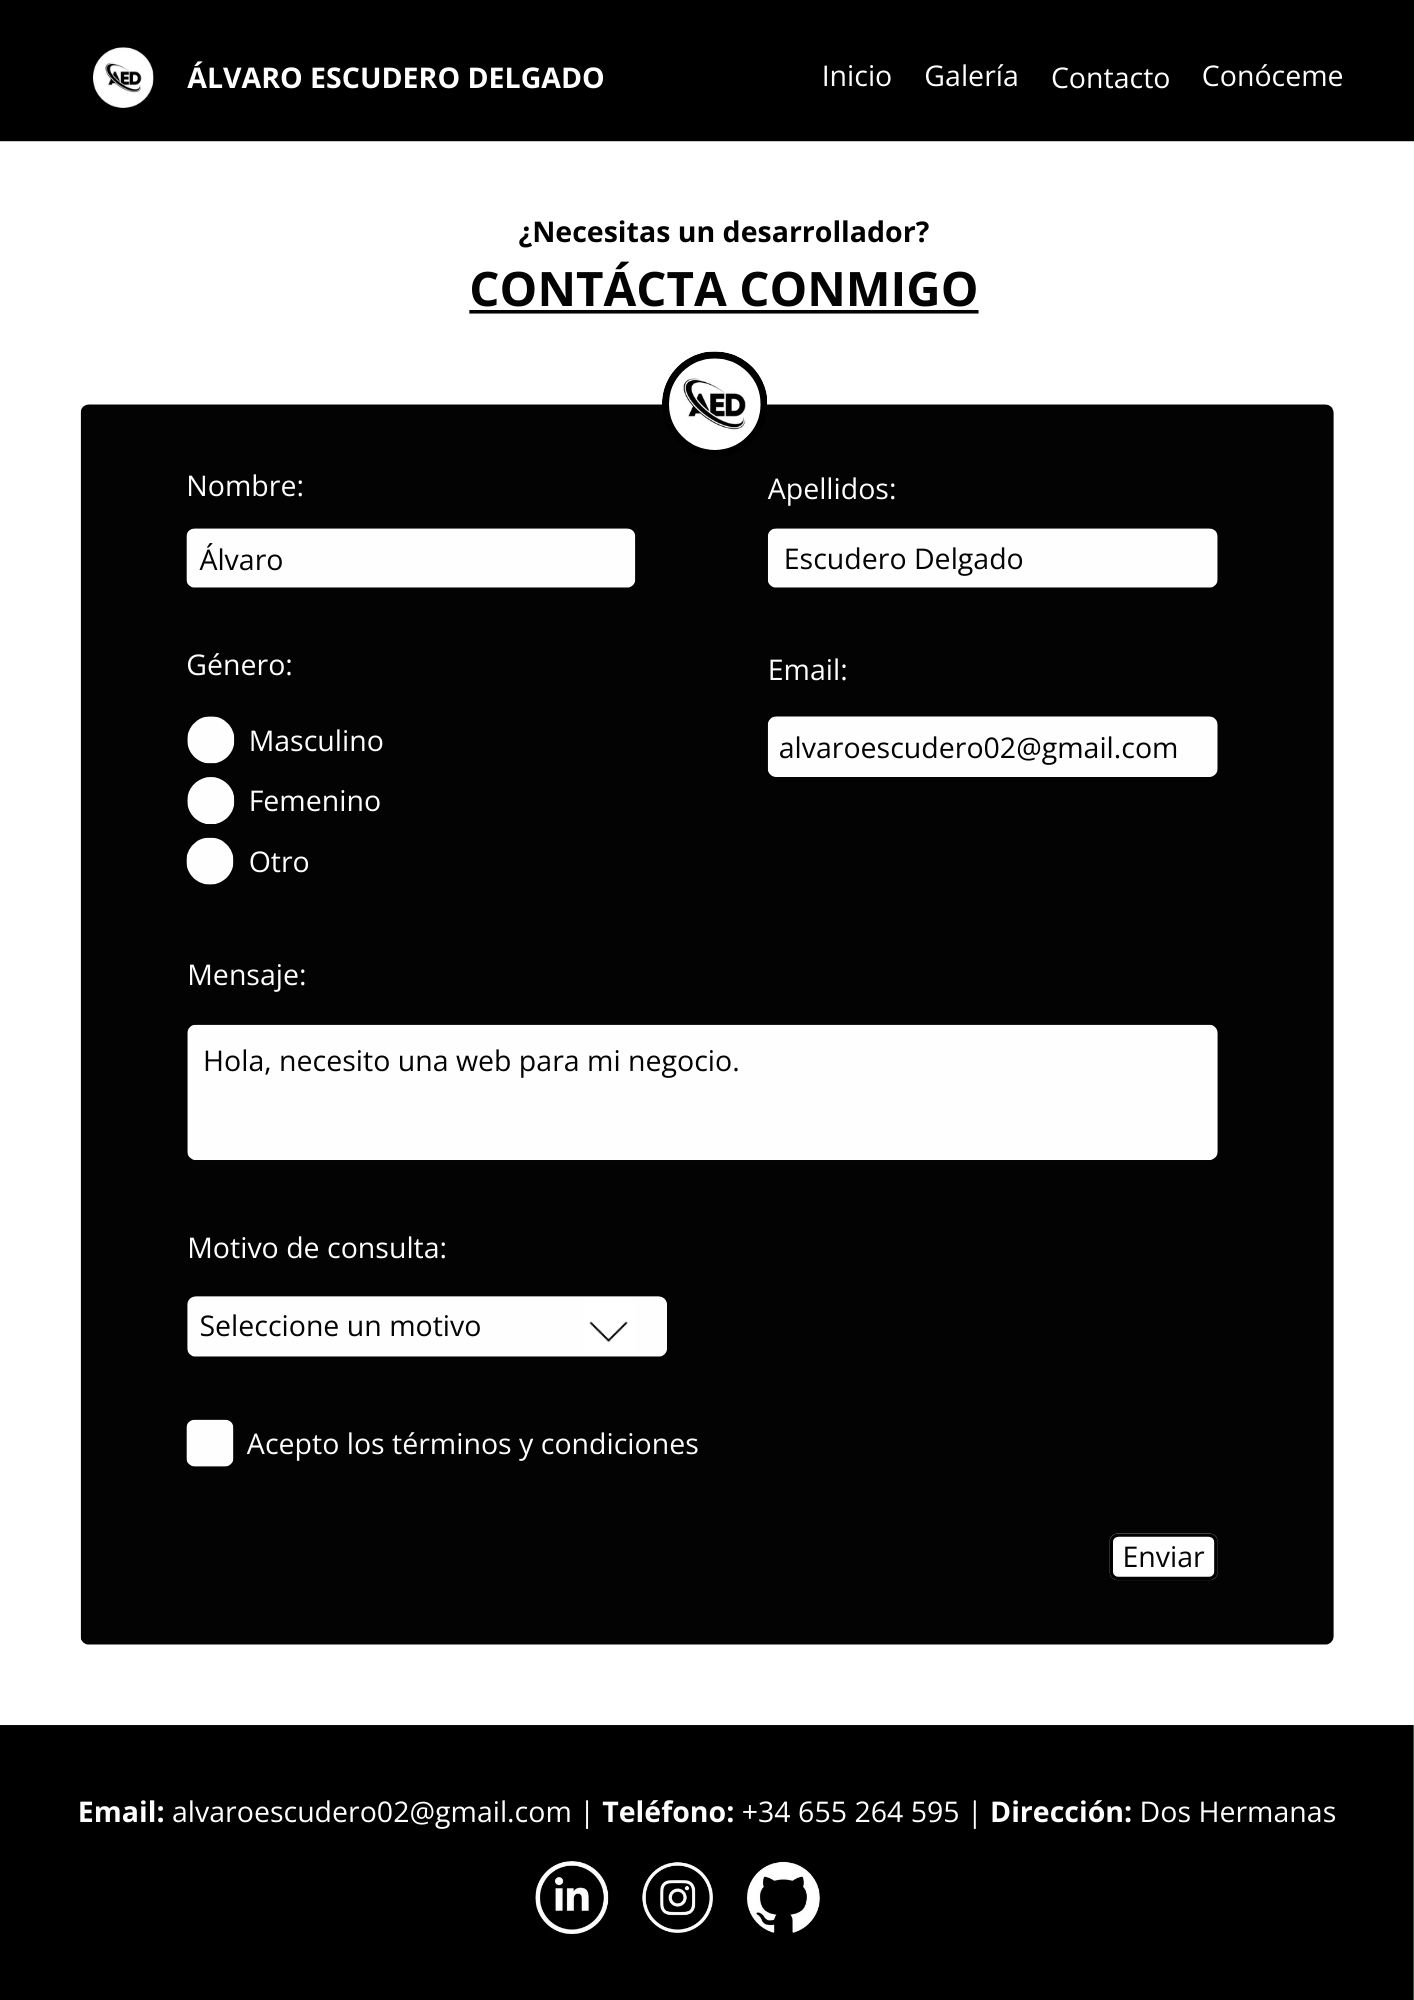 AED
ÁLVARO ESCUDERO DELGADO
Inicio
Galería
Contacto
Conóceme
¿Necesitas un desarrollador?
CONTÁCTA CONMIGO
AED
Nombre:
Apellidos:
Álvaro
Escudero Delgado
Género:
Email:
Masculino
alvaroescudero02@gmail.com
Femenino
Otro
Mensaje:
Hola, necesito una web para mi negocio.
Motivo de consulta:
Seleccione un motivo
Acepto los términos y condiciones
Enviar
Email: alvaroescudero02@gmail.com | Teléfono: +34 655 264 595 | Dirección: Dos Hermanas
in